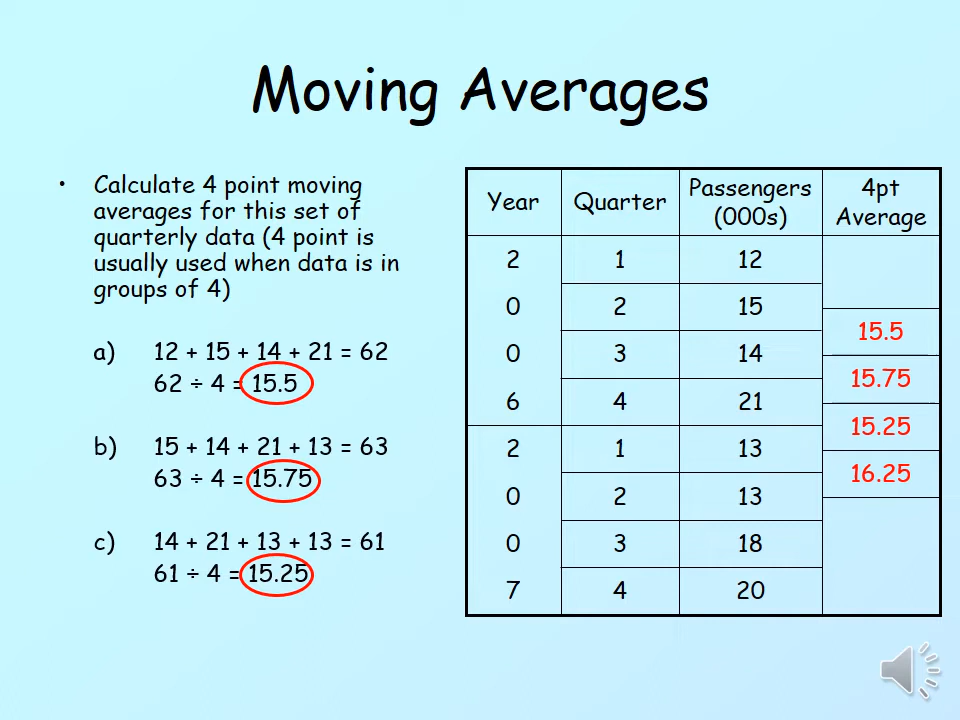 Moving Averages
• Calculate 4 point moving
averages for this set of
quarterly data (4 point is
usually used when data is in
groups of 4)
a) 12 + 15 + 14 + 21 = 62
62 ÷ 4 = 15.5
b) 15 + 14 + 21 + 13 = 63
63 ÷ 4 = 15.75
c) 14 + 21 + 13 + 13 = 61
61 ÷ 4 = 15.25
Year Quarter Passengers (000s) 4pt Average
2 1 12
0 2 15
15.5
0 3 14
15.75
6 4 21
15.25
2 1 13
16.25
0 2 13
0 3 18
7 4 20